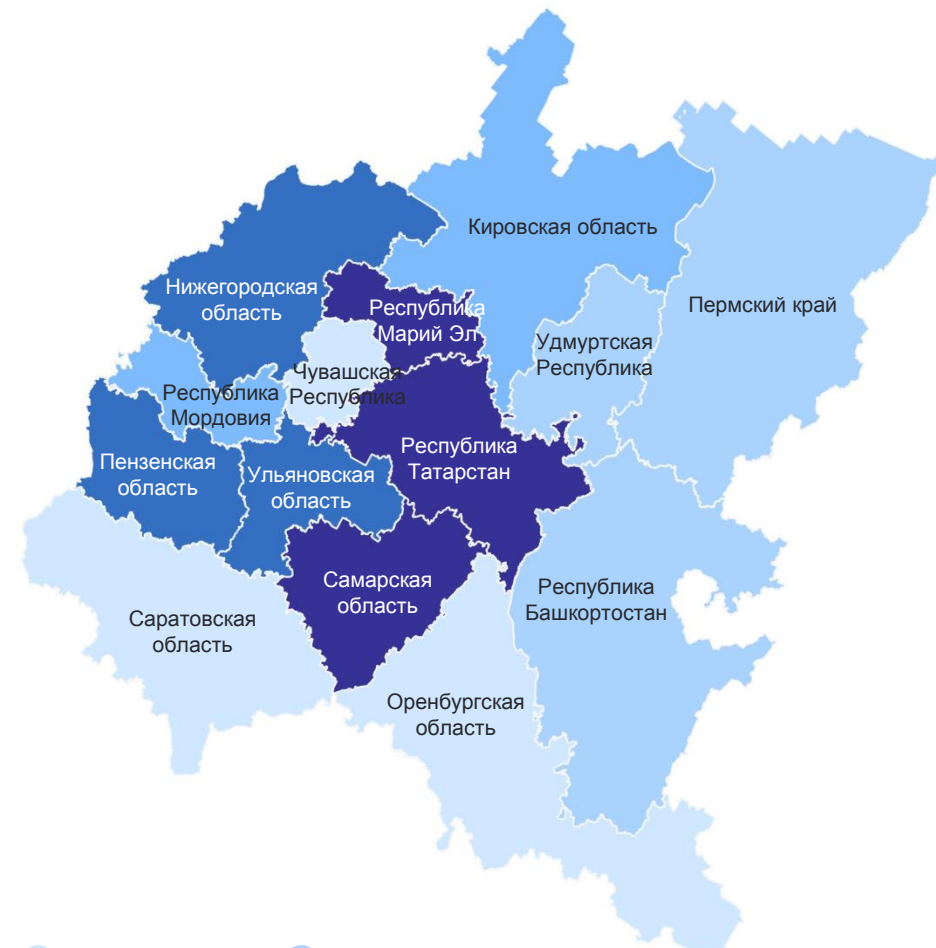 Кировская область
Нижегородская
область
Республика
Марий Эл
Пермский край
Удмуртская
Республика
Чувашская
Республика
Республика
Мордовия
Республика
Татарстан
Пензенская
область
Ульяновская
область
Самарская
область
Республика
Башкортостан
Саратовская
область
Оренбургская
область